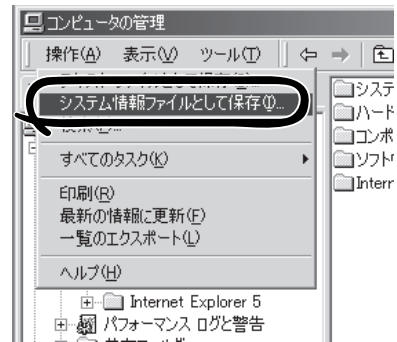 コンピュータの管理
操作(A) 表示(V) ツール(T)
システム情報ファイルとして保存(I)...
すべてのタスク(K)
印刷(R)
最新の情報に更新(F)
一覧のエクスポート(L)
ヘルプ(H)
システ
ハード
コンポ
ソフト
Intern
Internet Explorer 5
パフォーマンス ログと警告